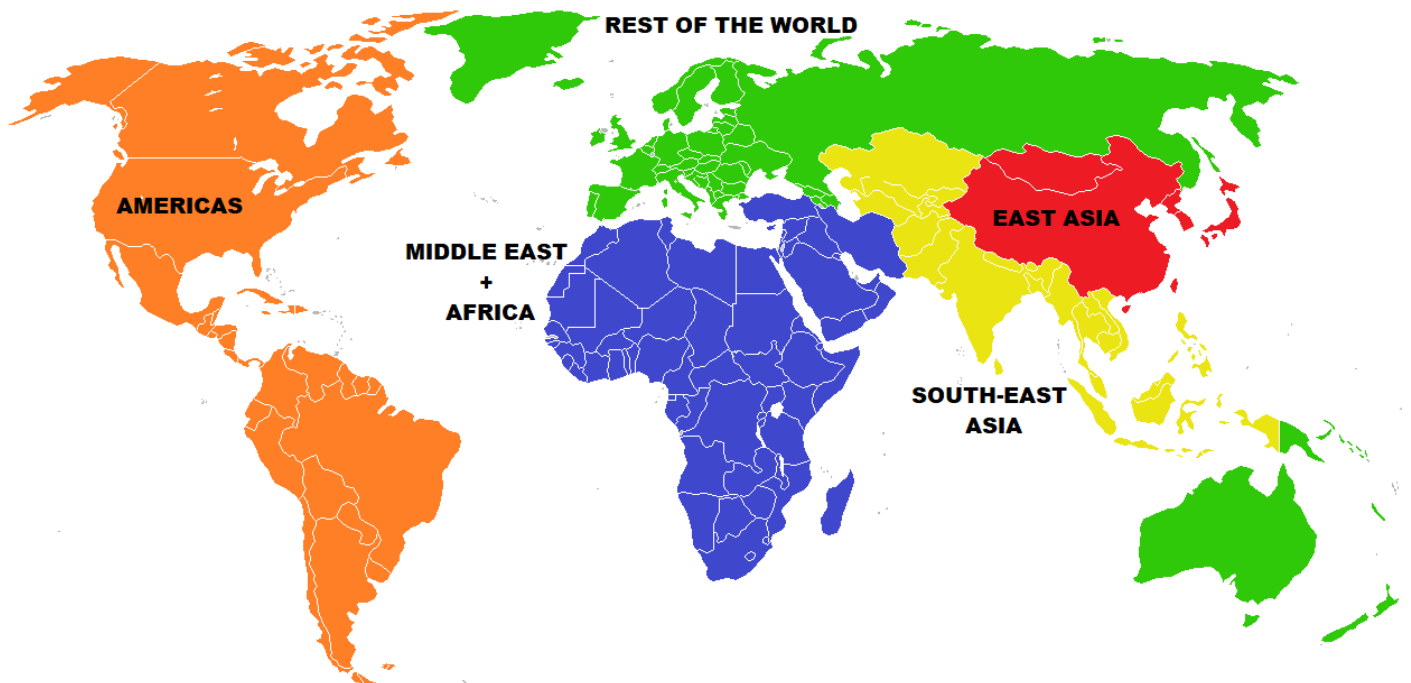 REST OF THE WORLD
AMERICAS
EAST ASIA
MIDDLE EAST
+
AFRICA
SOUTH-EAST
ASIA